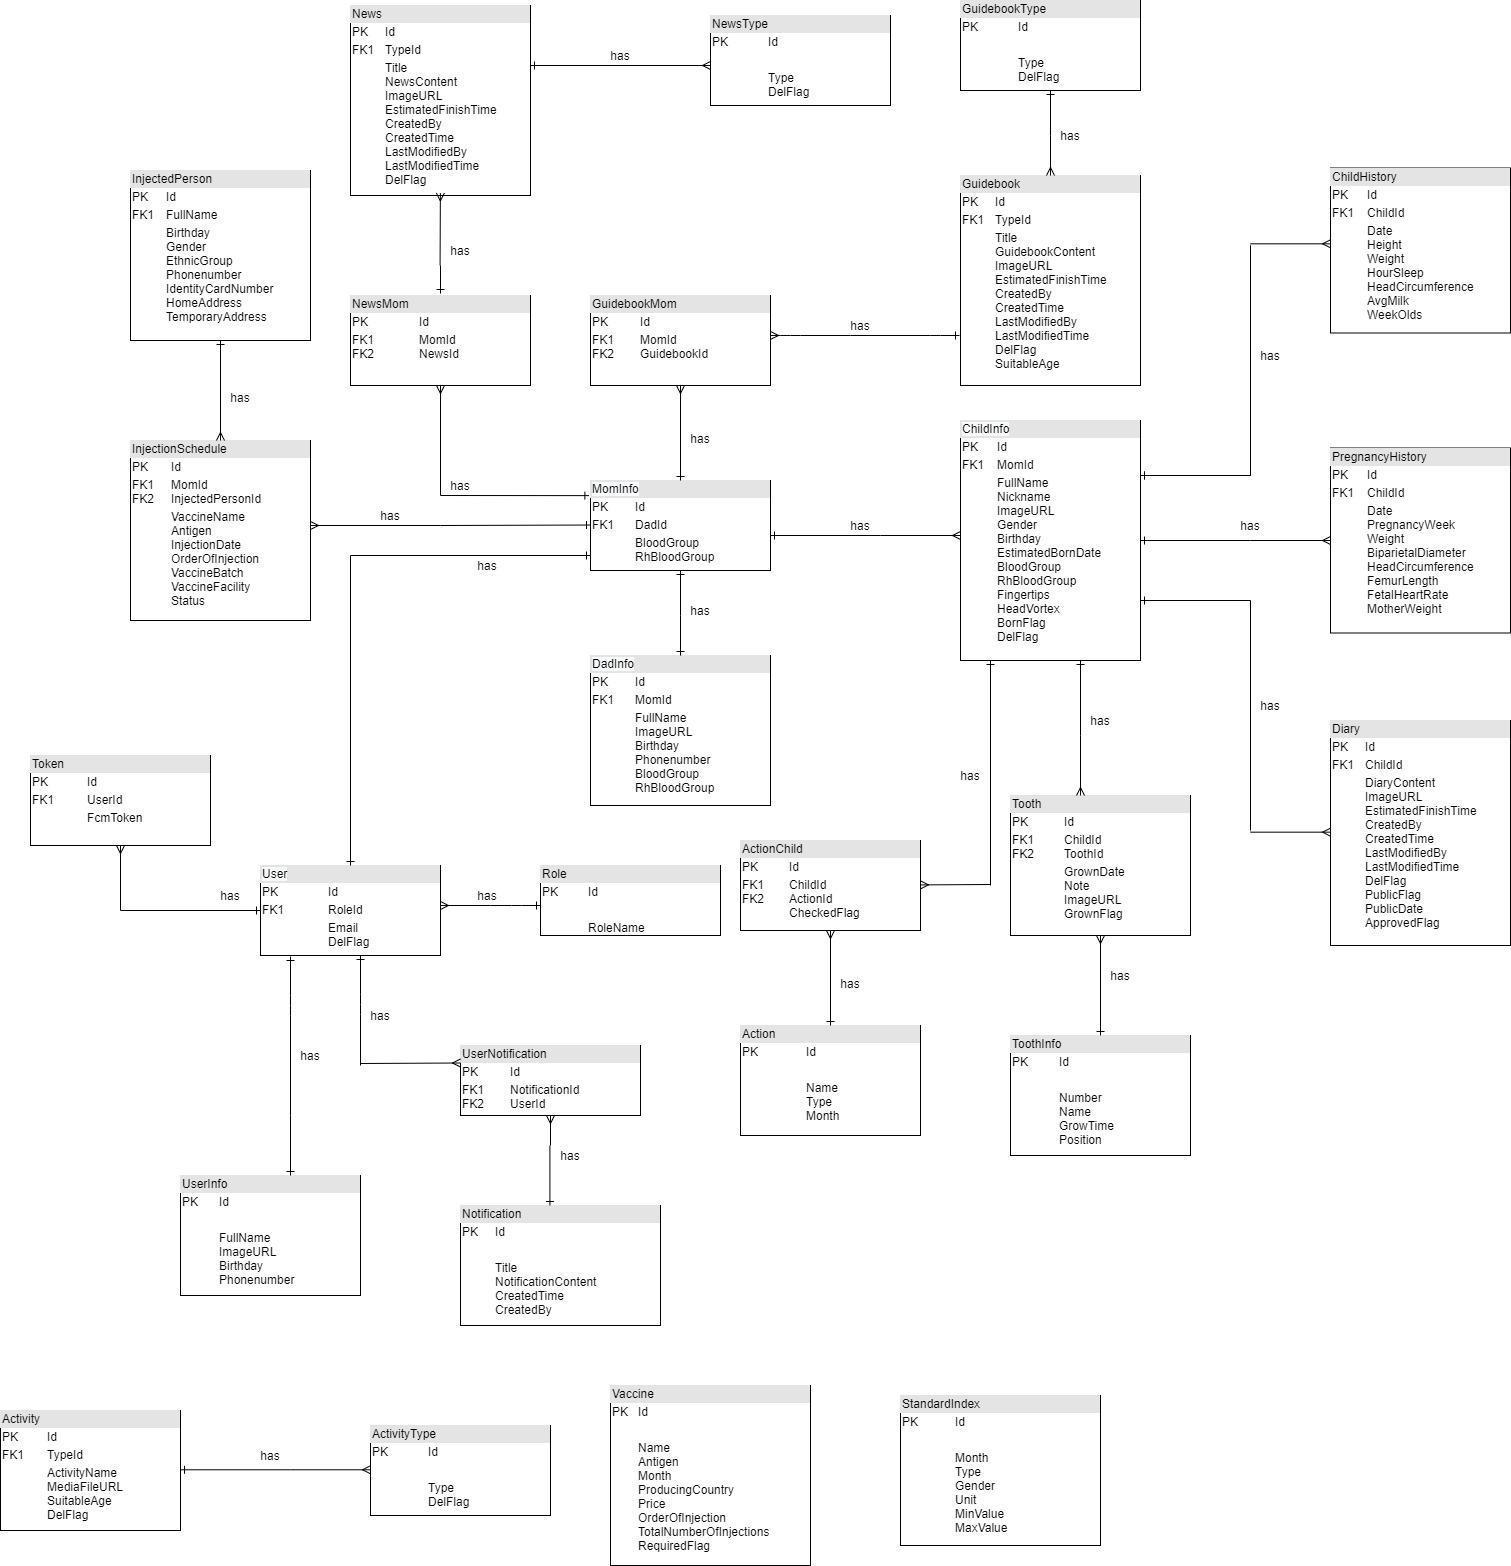 News
PK Id
FK1 TypeId
Title
NewsContent
ImageURL
EstimatedFinishTime
CreatedBy
CreatedTime
LastModifiedBy
LastModifiedTime
DelFlag
has
NewsType
PK Id
Type
DelFlag
GuidebookType
PK Id
Type
DelFlag
has
InjectedPerson
PK Id
FK1 FullName
Birthday
Gender
EthnicGroup
Phonenumber
IdentityCardNumber
HomeAddress
TemporaryAddress
has
has
NewsMom
PK Id
FK1 MomId
FK2 NewsId
GuidebookMom
PK Id
FK1 MomId
FK2 GuidebookId
has
Guidebook
PK Id
FK1 TypeId
Title
GuidebookContent
ImageURL
EstimatedFinishTime
CreatedBy
CreatedTime
LastModifiedBy
LastModifiedTime
DelFlag
SuitableAge
ChildHistory
PK Id
FK1 ChildId
Date
Height
Weight
HourSleep
HeadCircumference
AvgMilk
WeekOlds
has
InjectionSchedule
PK Id
FK1 MomId
FK2 InjectedPersonId
VaccineName
Antigen
InjectionDate
OrderOfInjection
VaccineBatch
VaccineFacility
Status
has
has
has
has
MomInfo
PK Id
FK1 DadId
BloodGroup
RhBloodGroup
has
has
ChildInfo
PK Id
FK1 MomId
FullName
Nickname
ImageURL
Gender
Birthday
EstimatedBornDate
BloodGroup
RhBloodGroup
Fingertips
HeadVortex
BornFlag
DelFlag
has
PregnancyHistory
PK Id
FK1 ChildId
Date
PregnancyWeek
Weight
BiparietalDiameter
HeadCircumference
FemurLength
FetalHeartRate
MotherWeight
DadInfo
PK Id
FK1 MomId
FullName
ImageURL
Birthday
Phonenumber
BloodGroup
RhBloodGroup
has
has
has
Diary
PK Id
FK1 ChildId
DiaryContent
ImageURL
EstimatedFinishTime
CreatedBy
CreatedTime
LastModifiedBy
LastModifiedTime
DelFlag
PublicFlag
PublicDate
ApprovedFlag
Token
PK Id
FK1 UserId
FcmToken
has
User
PK Id
FK1 RoleId
Email
DelFlag
has
Role
PK Id
RoleName
ActionChild
PK Id
FK1 ChildId
FK2 ActionId
CheckedFlag
Tooth
PK Id
FK1 ChildId
FK2 ToothId
GrownDate
Note
ImageURL
GrownFlag
has
has
has
has
UserNotification
PK Id
FK1 NotificationId
FK2 UserId
Action
PK Id
Name
Type
Month
ToothInfo
PK Id
Number
Name
GrowTime
Position
has
UserInfo
PK Id
FullName
ImageURL
Birthday
Phonenumber
Notification
PK Id
Title
NotificationContent
CreatedTime
CreatedBy
Activity
PK Id
FK1 TypeId
ActivityName
MediaFileURL
SuitableAge
DelFlag
has
ActivityType
PK Id
Type
DelFlag
Vaccine
PK Id
Name
Antigen
Month
ProducingCountry
Price
OrderOfInjection
TotalNumberOfInjections
RequiredFlag
StandardIndex
PK Id
Month
Type
Gender
Unit
MinValue
MaxValue